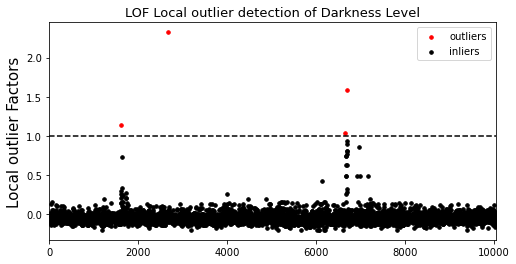 LOF Local outlier detection of Darkness Level
outliers
inliers
Local outlier Factors
2.0
1.5
1.0
0.5
0.0
0 2000 4000 6000 8000 10000